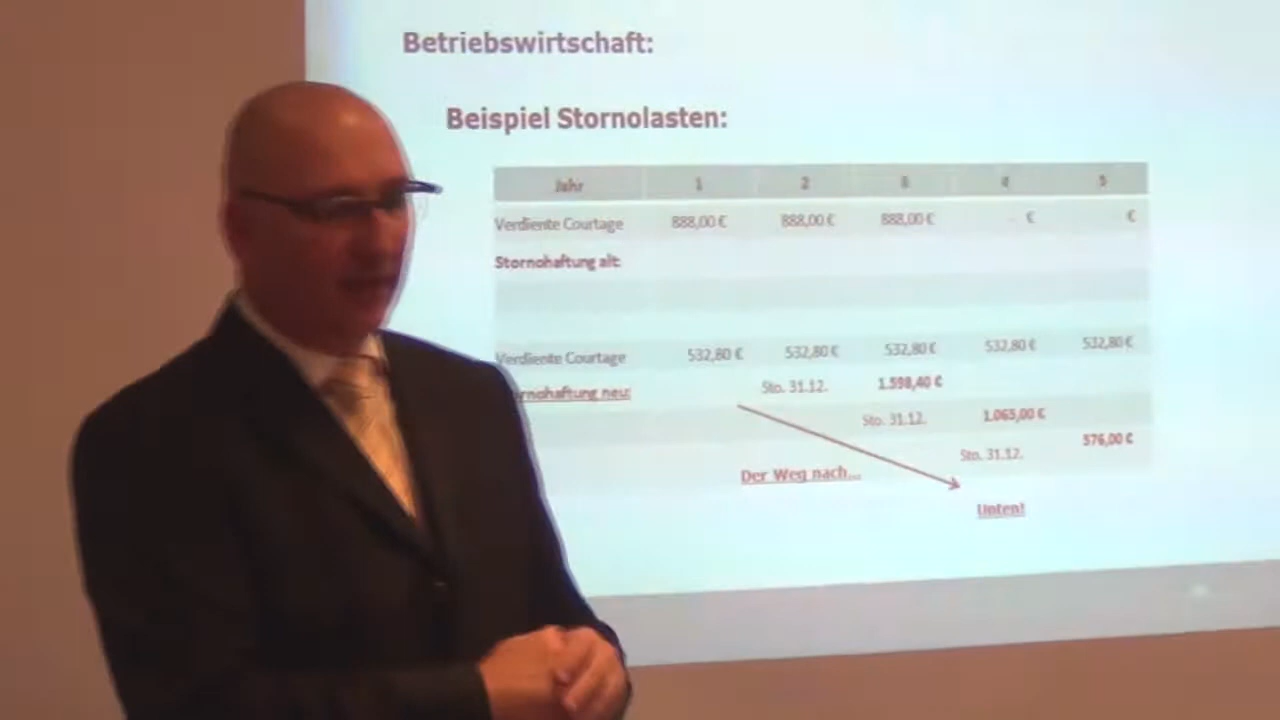 Betriebswirtschaft:
Beispiel Stornolasten:
Jahr 1 2 3 4 5
Verdiente Courtage 888,00 € 888,00 € 888,00 € - € €
Stornohaftung alt:
Verdiente Courtage 532,80 € 532,80 € 532,80 € 532,80 € 532,80 €
rnohaftung neu: Sto. 31.12. 1.598,40 €
Sto. 31.12. 1.065,00 €
Sto. 31.12. 576,00 €
Der Weg nach...
Unten!